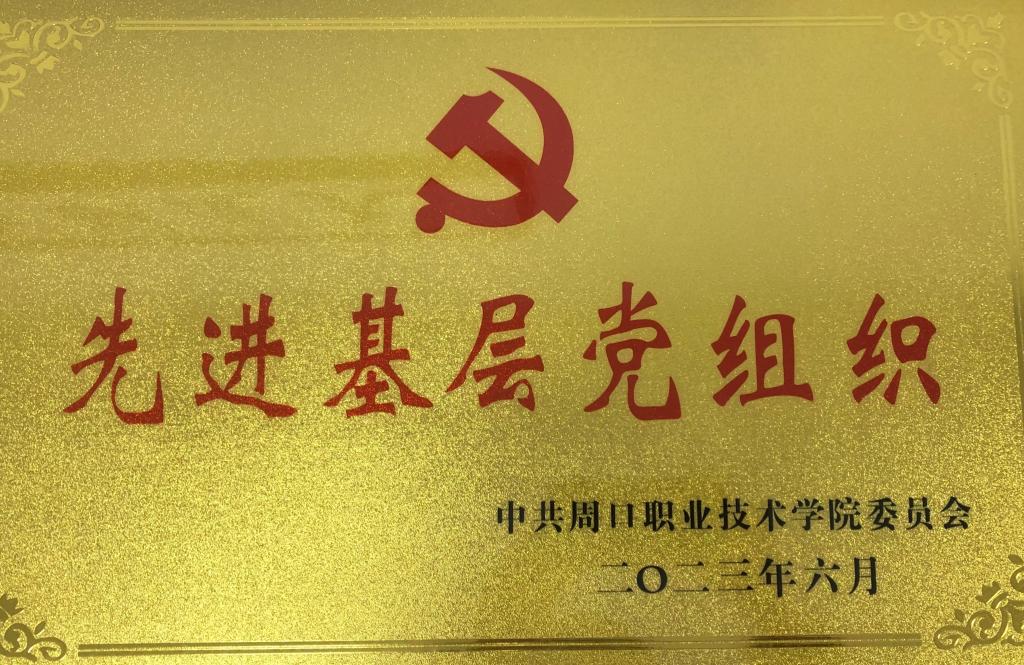 先进基层党组织
中共周口职业技术学院委员会
二〇二三年六月